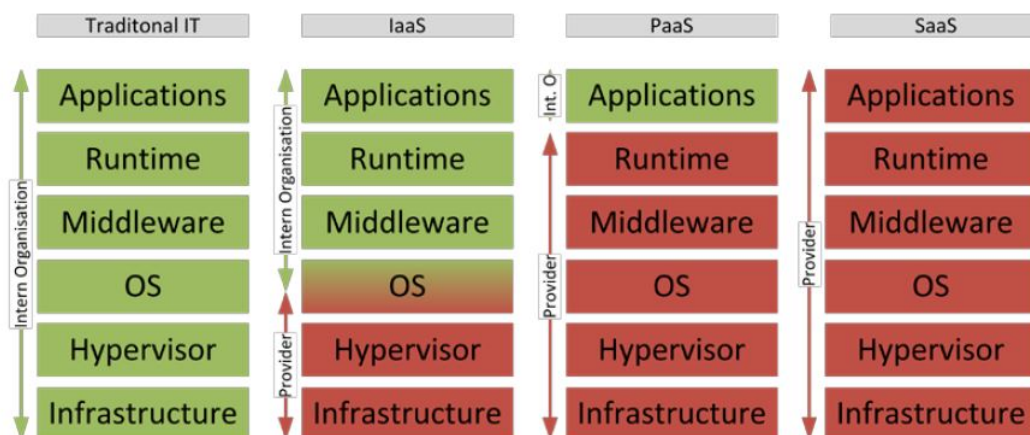 Traditonal IT
IaaS
PaaS
SaaS
Intern Organisation
Applications
Runtime
Middleware
OS
Hypervisor
Infrastructure
Intern Organisation
Provider
Applications
Runtime
Middleware
OS
Hypervisor
Infrastructure
Int. O
Provider
Applications
Runtime
Middleware
OS
Hypervisor
Infrastructure
Provider
Applications
Runtime
Middleware
OS
Hypervisor
Infrastructure